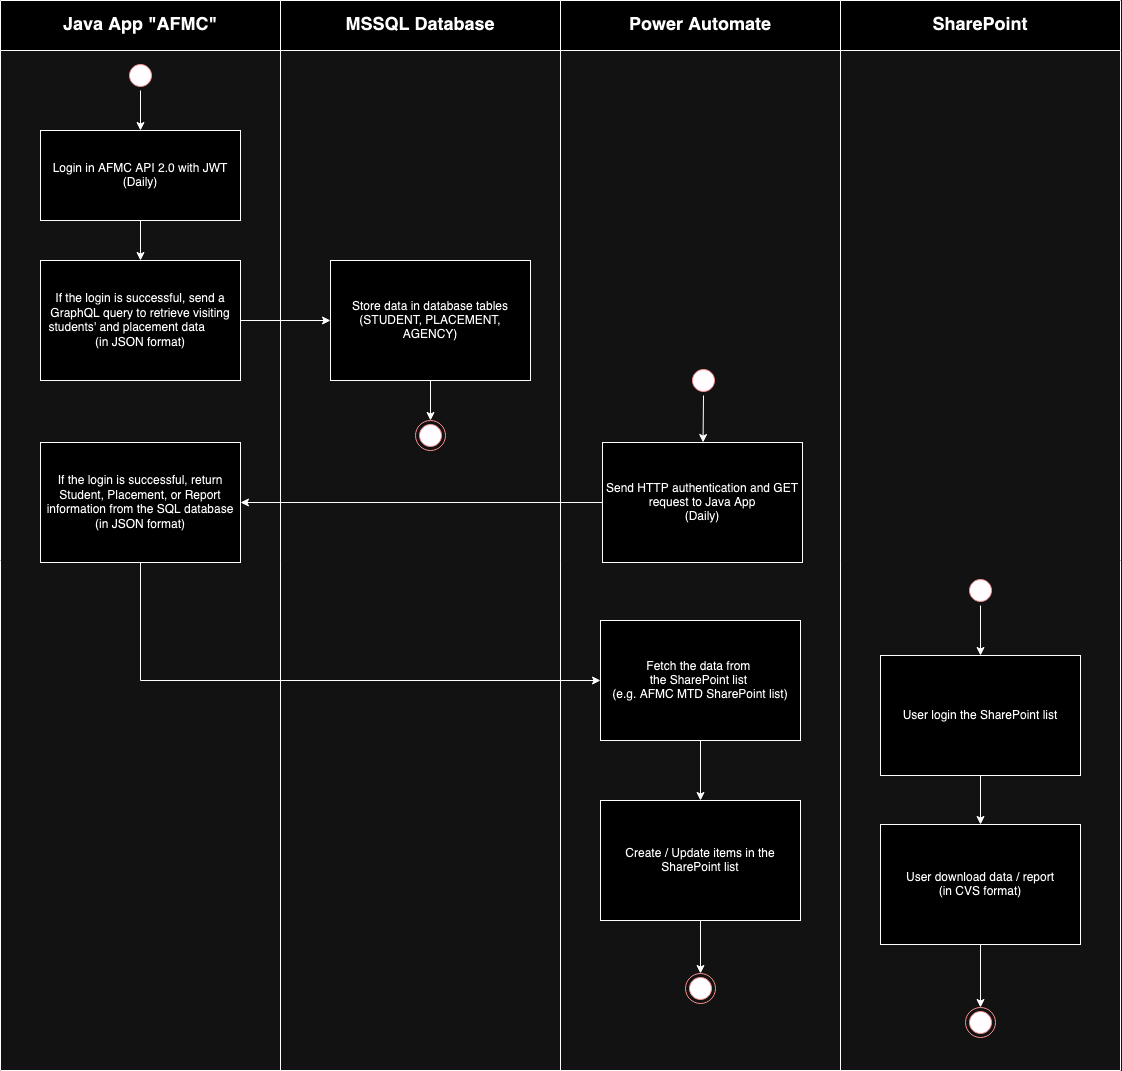 Java App "AFMC"
MSSQL Database
Power Automate
SharePoint
Login in AFMC API 2.0 with JWT
(Daily)
If the login is successful, send a
GraphQL query to retrieve visiting
students' and placement data
(in JSON format)
Store data in database tables
(STUDENT, PLACEMENT,
AGENCY)
If the login is successful, return
Student, Placement, or Report
information from the SQL database
(in JSON format)
Send HTTP authentication and GET
request to Java App
(Daily)
Fetch the data from
the SharePoint list
(e.g. AFMC MTD SharePoint list)
User login the SharePoint list
Create / Update items in the
SharePoint list
User download data / report
(in CVS format)